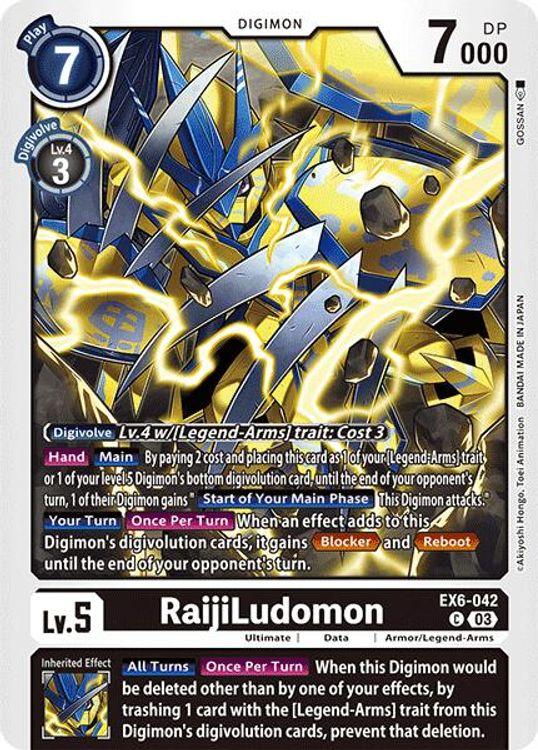 DIGIMON
Play
7
7000
DP
Digivolve
Lv.4
3
GOSSAN
©Akiyoshi Hongo, Toei Animation BANDAI MADE IN JAPAN
Digivolve Lv.4 w/[Legend-Arms] trait: Cost 3
Hand Main By paying 2 cost and placing this card as 1 of your [Legend-Arms] trait
or 1 of your level 5 Digimon's bottom digivolution card, until the end of your opponent's
turn, 1 of their Digimon gains " Start of Your Main Phase This Digimon attacks."
Your Turn Once Per Turn When an effect adds to this
Digimon's digivolution cards, it gains Blocker and Reboot
until the end of your opponent's turn.
Lv.5
RaijiLudomon
EX6-042
C 03
Ultimate | Data | Armor/Legend-Arms
Inherited Effect
All Turns Once Per Turn When this Digimon would
be deleted other than by one of your effects, by
trashing 1 card with the [Legend-Arms] trait from this
Digimon's digivolution cards, prevent that deletion.